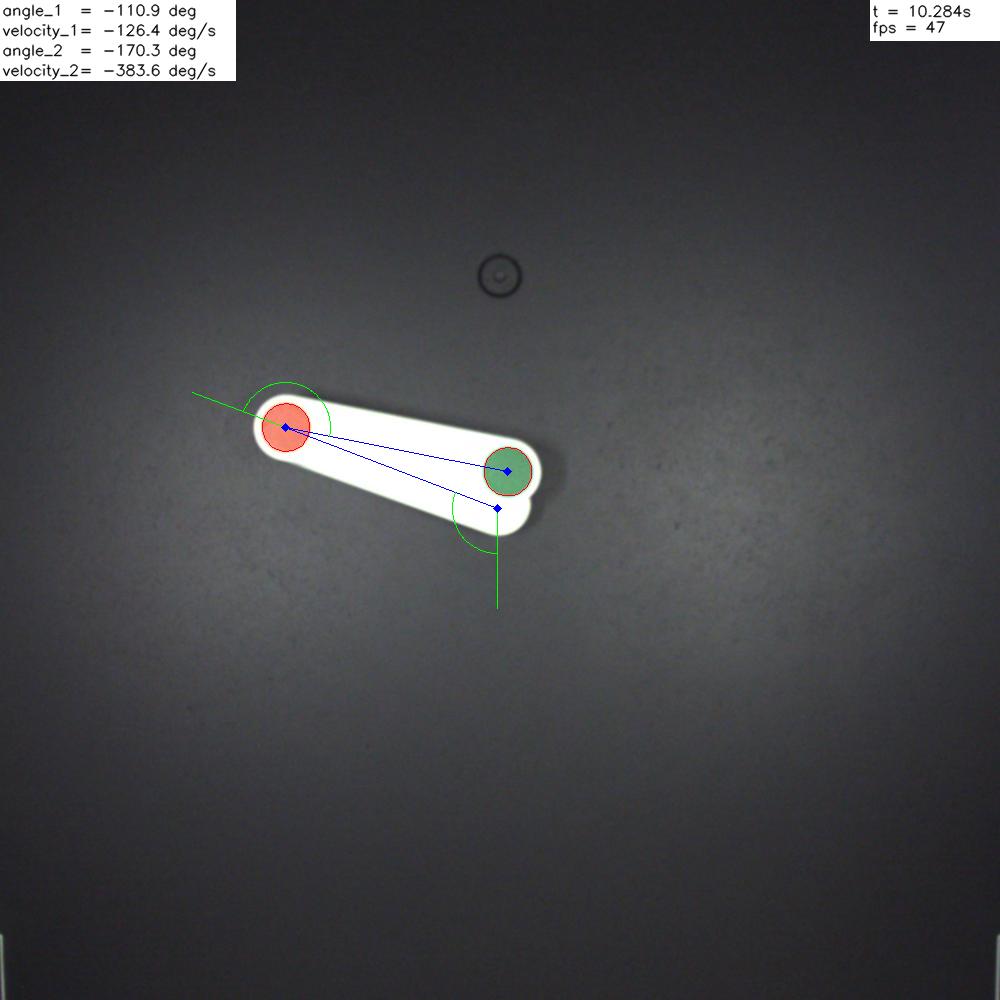 angle_1  = -110.9 deg
velocity_1= -126.4 deg/s
angle_2  = -170.3 deg
velocity_2= -383.6 deg/s
t = 10.284s
fps = 47